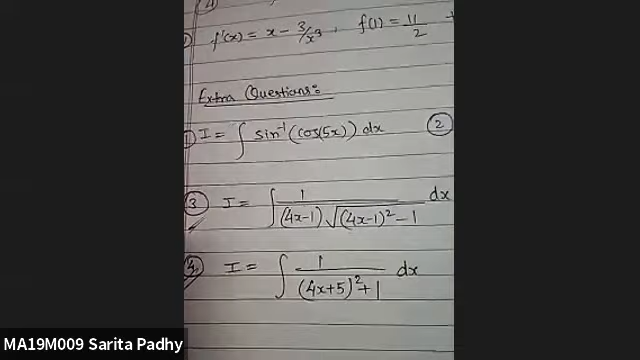 f'(x) = x - 3/x³, f(1) = 11/2
Extra Questions:
① I = ∫ sin⁻¹(cos(5x)) dx ②
③ I = ∫ 1/((4x-1)√((4x-1)²-1)) dx
④ I = ∫ 1/((4x+5)²+1) dx
MA19M009 Sarita Padhy